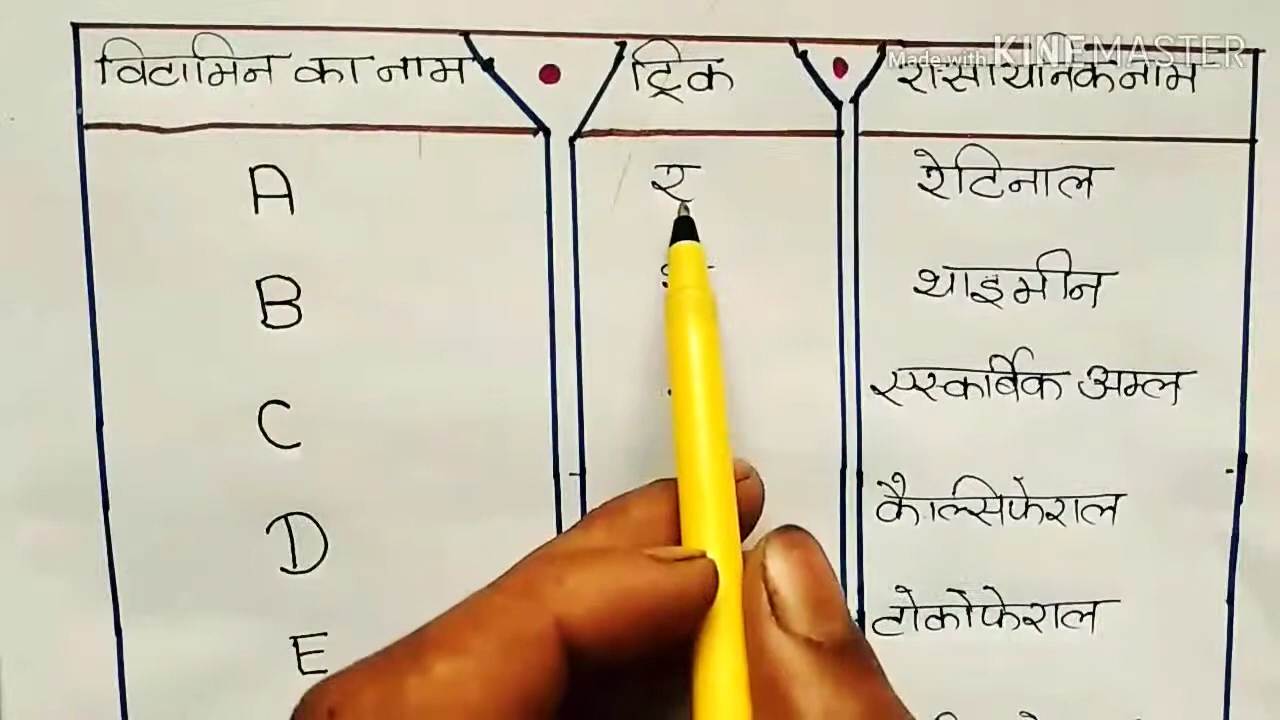 विटामिन का नाम ट्रिक रासायनिक नाम
Made with KINEMASTER
A र रेटिनाल
B थाइमीन
C एस्कार्बिक अम्ल
D कैल्सिफेराल
E टोकोफेराल